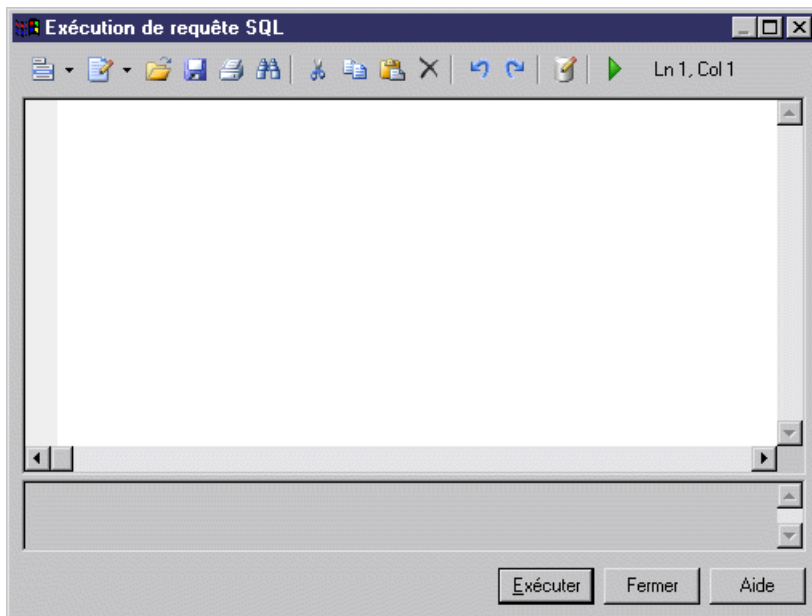 Exécution de requête SQL
Ln 1, Col 1
Exécuter
Fermer
Aide